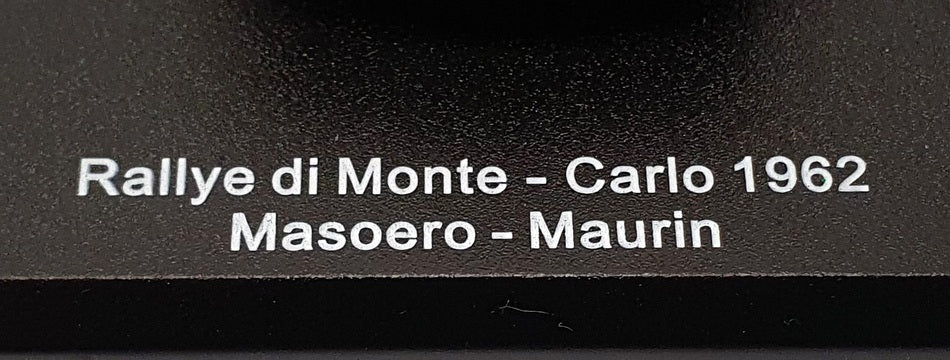 Rallye di Monte - Carlo 1962
Masoero - Maurin